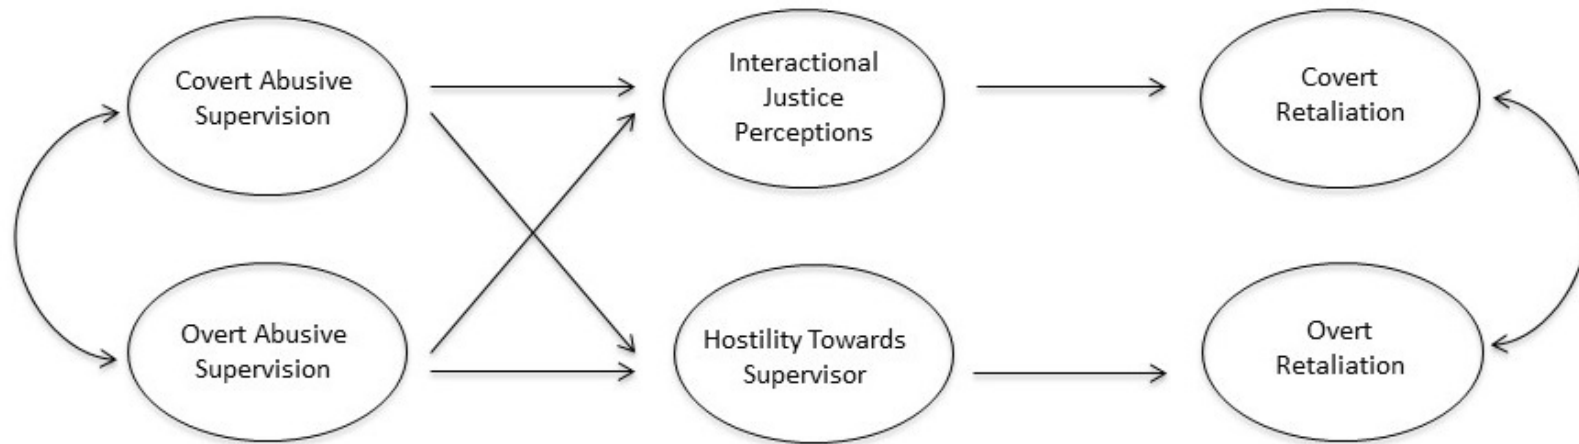 Covert Abusive
Supervision
Interactional
Justice
Perceptions
Covert
Retaliation
Overt Abusive
Supervision
Hostility Towards
Supervisor
Overt
Retaliation